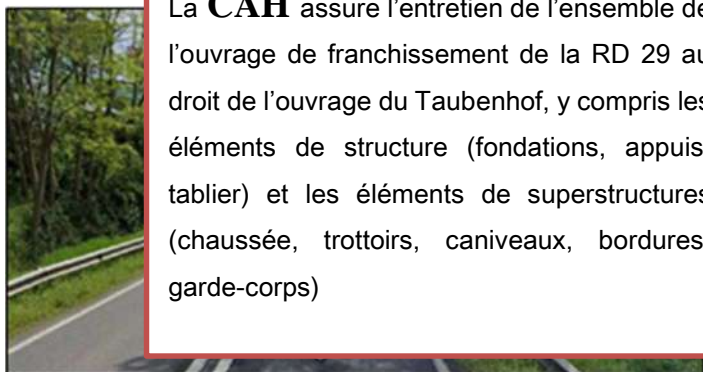 La CAH assure l'entretien de l'ensemble de
l'ouvrage de franchissement de la RD 29 au
droit de l'ouvrage du Taubenhof, y compris les
éléments de structure (fondations, appuis
tablier) et les éléments de superstructures
(chaussée, trottoirs, caniveaux, bordures
garde-corps)